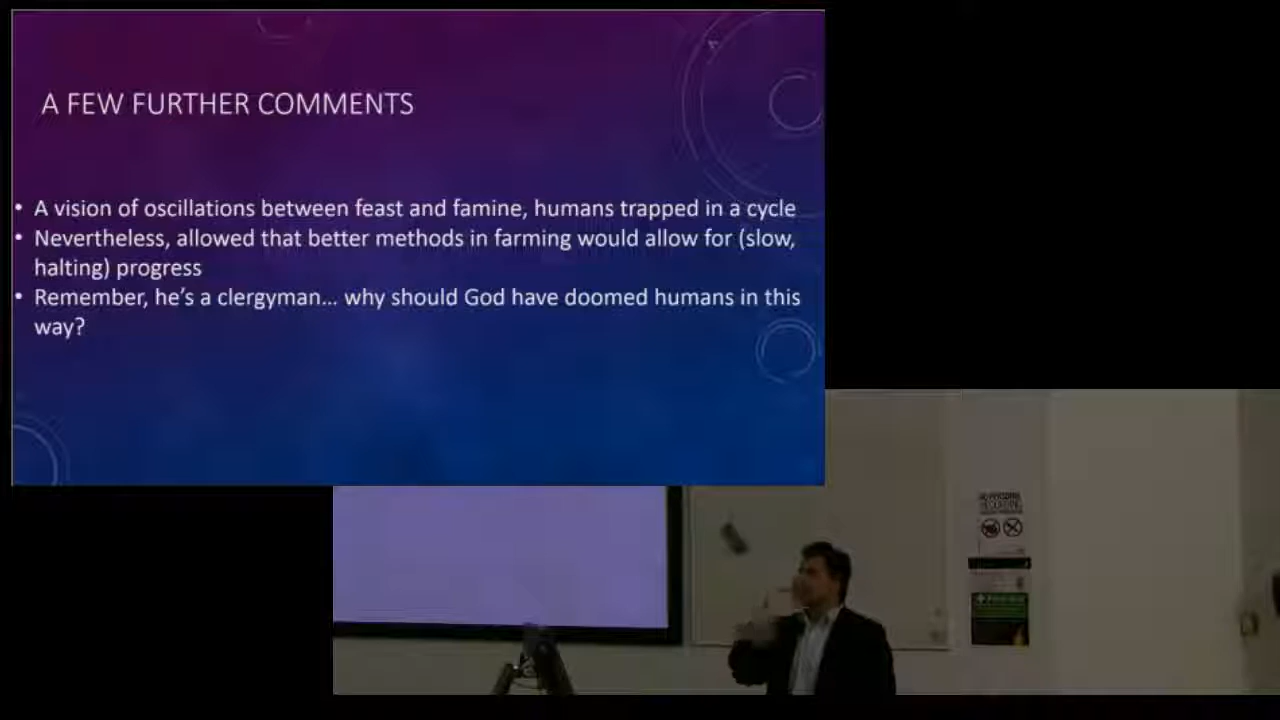 A FEW FURTHER COMMENTS
• A vision of oscillations between feast and famine, humans trapped in a cycle
• Nevertheless, allowed that better methods in farming would allow for (slow,
halting) progress
• Remember, he's a clergyman... why should God have doomed humans in this
way?